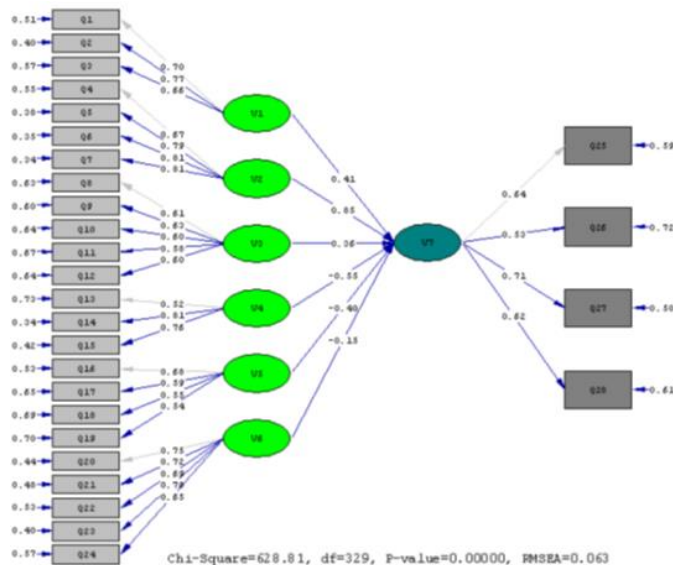 0.51 Q1
0.40 Q2
0.57 Q3
0.55 Q4
0.38 Q5
0.35 Q6
0.34 Q7
0.63 Q8
0.60 Q9
0.64 Q10
0.67 Q11
0.64 Q12
0.73 Q13
0.34 Q14
0.42 Q15
0.53 Q16
0.65 Q17
0.69 Q18
0.70 Q19
0.44 Q20
0.48 Q21
0.53 Q22
0.40 Q23
0.57 Q24
0.70
0.77
0.66
0.67
0.79
0.81
0.81
0.61
0.63
0.60
0.58
0.60
0.52
0.81
0.76
0.68
0.59
0.55
0.54
0.75
0.72
0.69
0.78
0.65
V1
V2
V3
V4
V5
V6
0.41
0.85
0.36
-0.55
-0.40
-0.15
V7
0.64
0.53
0.71
0.62
Q25 0.59
Q26 0.72
Q27 0.50
Q28 0.61
Chi-Square=628.81, df=329, P-value=0.00000, RMSEA=0.063